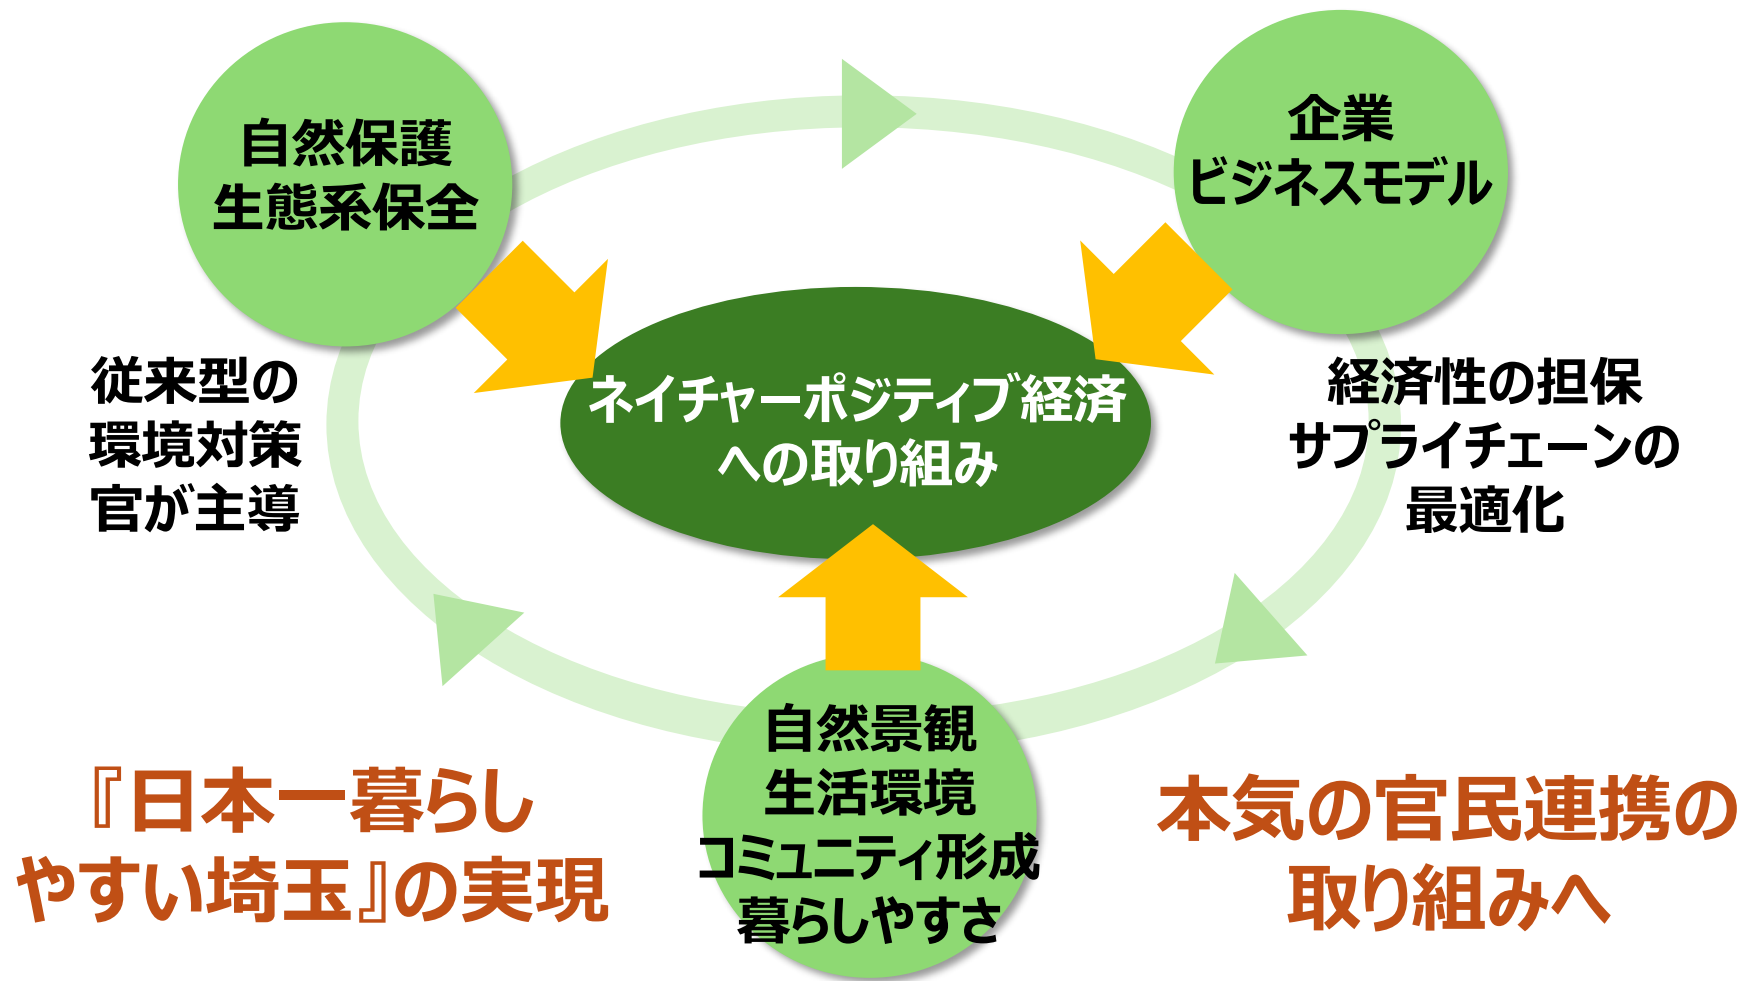 自然保護
生態系保全
企業
ビジネスモデル
従来型の
環境対策
官が主導
ネイチャーポジティブ経済
への取り組み
経済性の担保
サプライチェーンの
最適化
自然景観
生活環境
コミュニティ形成
暮らしやすさ
『日本一暮らし
やすい埼玉』の実現
本気の官民連携の
取り組みへ